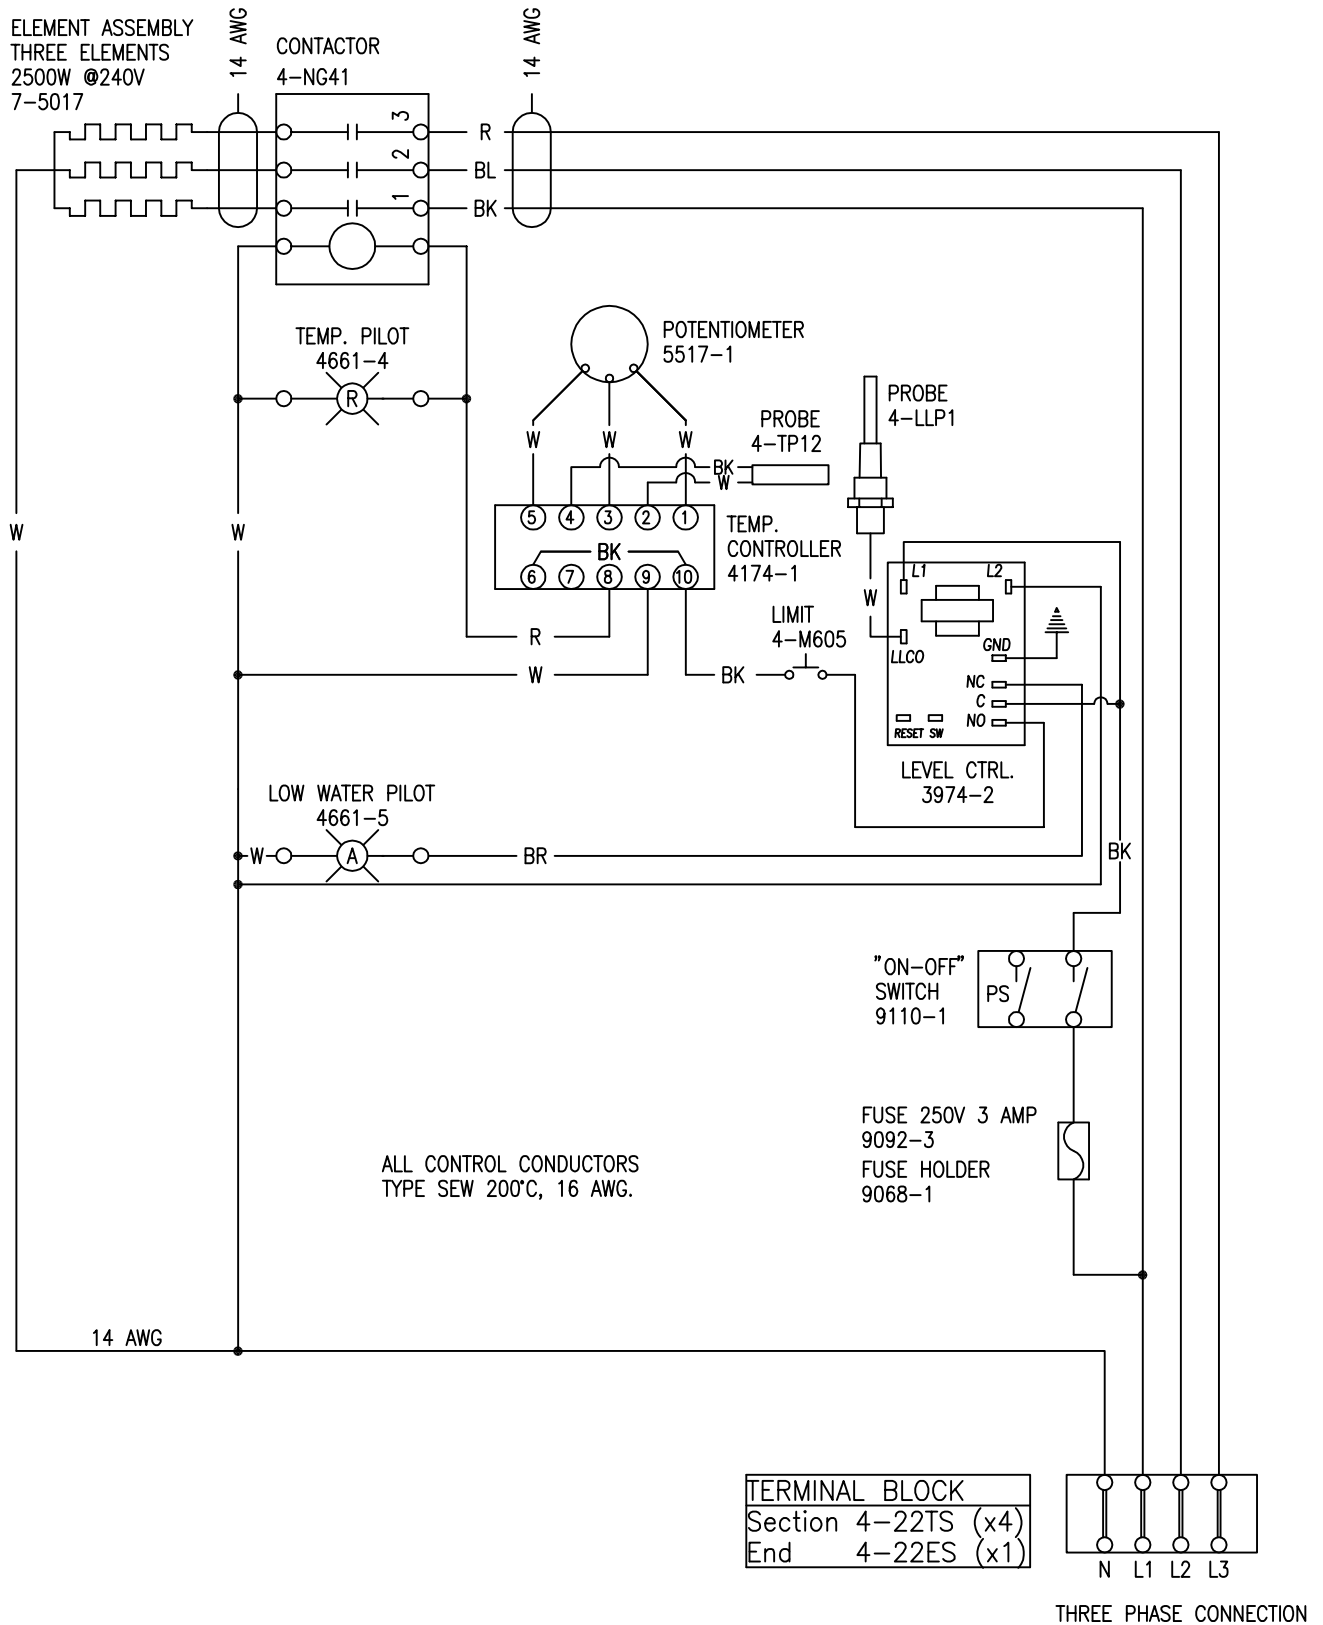 ELEMENT ASSEMBLY
THREE ELEMENTS
2500W @240V
7-5017
14 AWG
CONTACTOR
4-NG41
14 AWG
3
R
2
BL
1
BK
TEMP. PILOT
4661-4
R
POTENTIOMETER
5517-1
PROBE
4-LLP1
PROBE
4-TP12
W
W
W
BK
W
W
W
5
4
3
2
1
BK
6
7
8
9
10
TEMP.
CONTROLLER
4174-1
L1
L2
W
LLCO
GND
NC
C
NO
RESET SW
LEVEL CTRL.
3974-2
LIMIT
4-M605
R
W
BK
LOW WATER PILOT
4661-5
W
A
BR
BK
"ON-OFF"
SWITCH
9110-1
PS
FUSE 250V 3 AMP
9092-3
FUSE HOLDER
9068-1
ALL CONTROL CONDUCTORS
TYPE SEW 200°C, 16 AWG.
14 AWG
TERMINAL BLOCK
Section 4-22TS (x4)
End 4-22ES (x1)
N L1 L2 L3
THREE PHASE CONNECTION